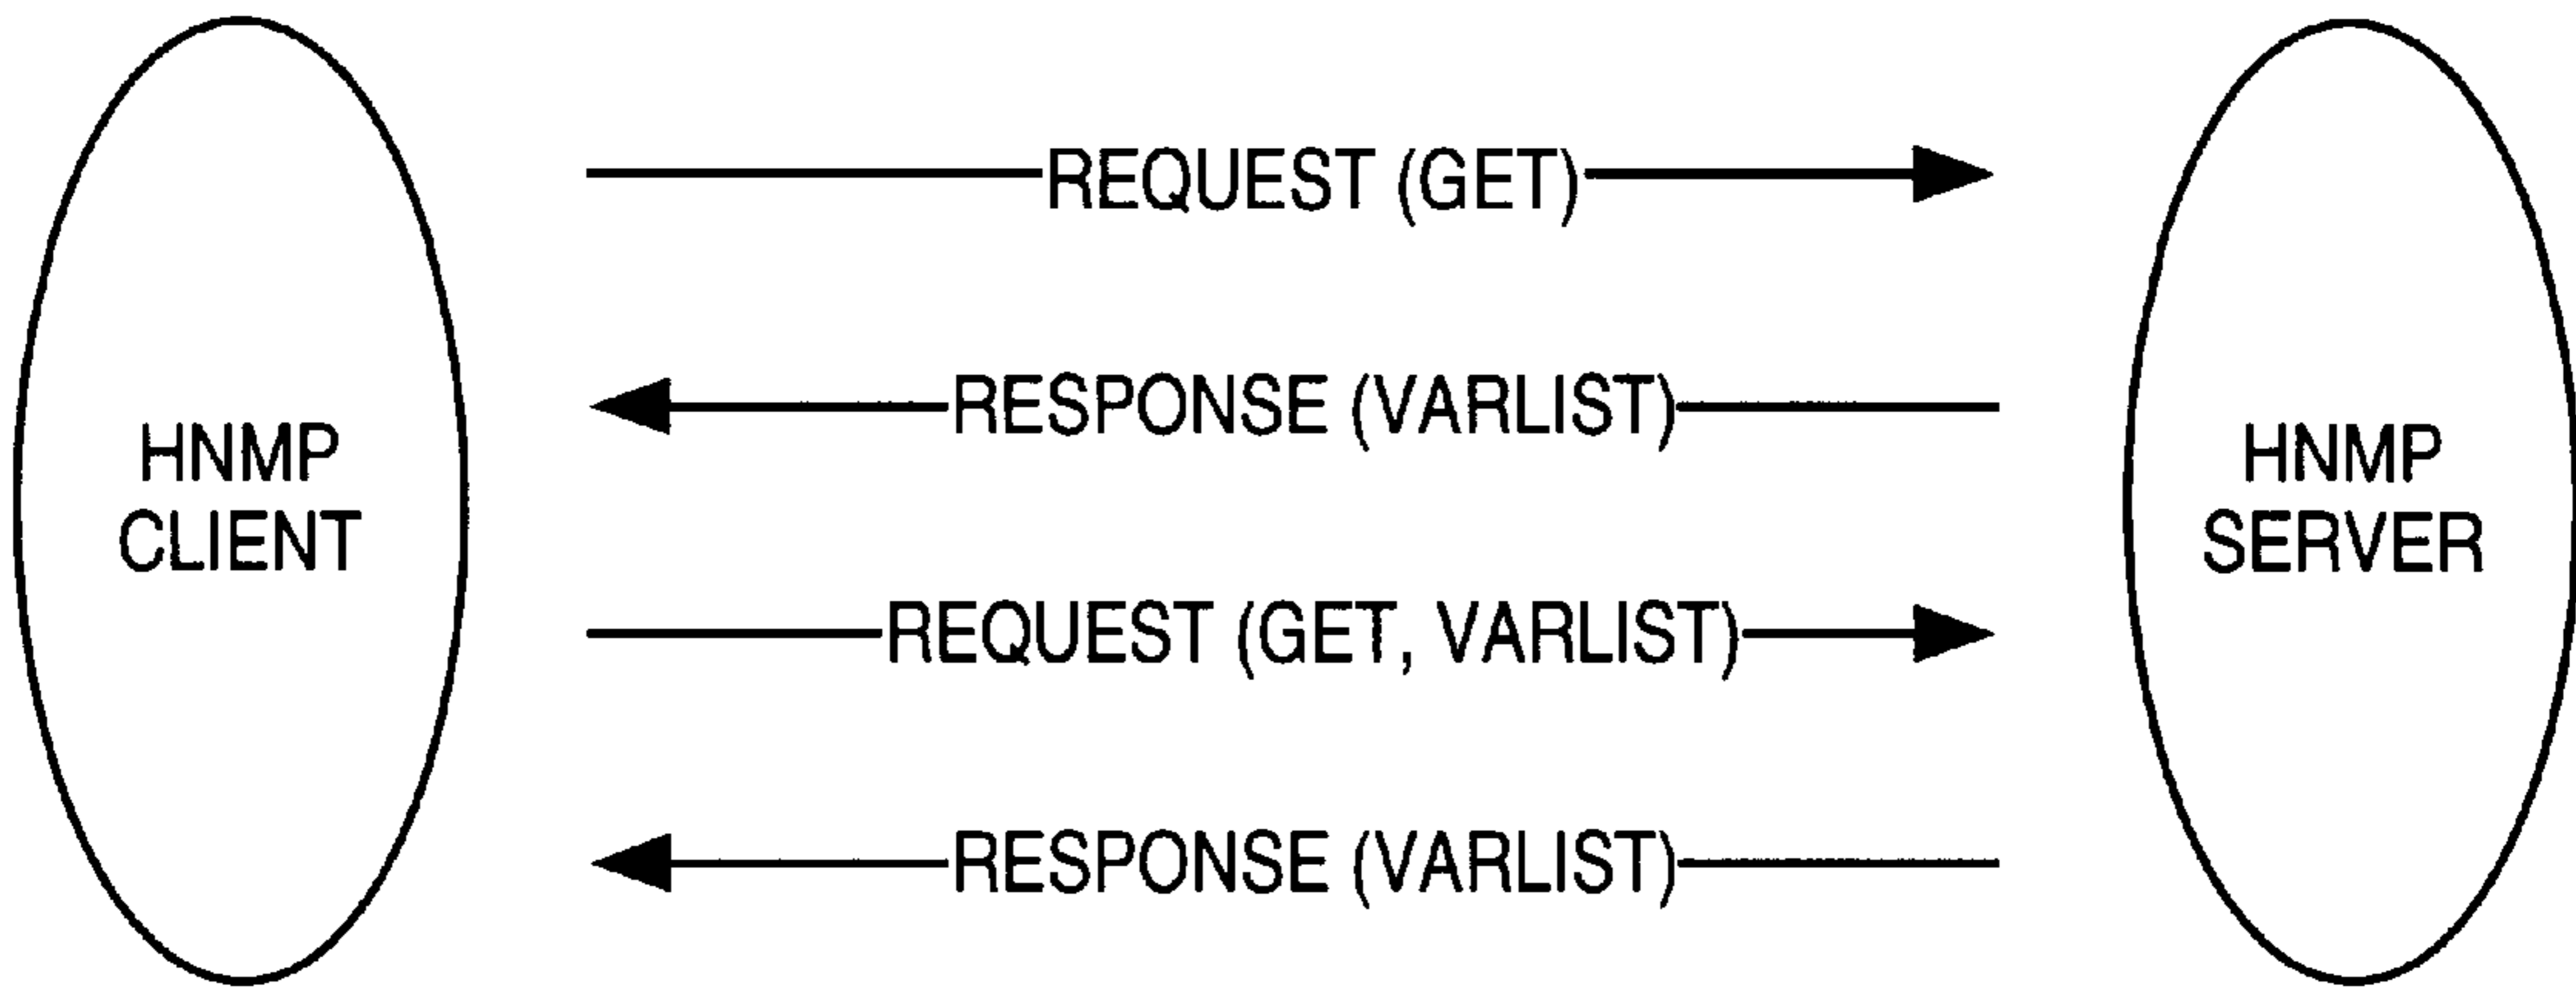 REQUEST (GET)
RESPONSE (VARLIST)
HNMP
CLIENT
HNMP
SERVER
REQUEST (GET, VARLIST)
RESPONSE (VARLIST)